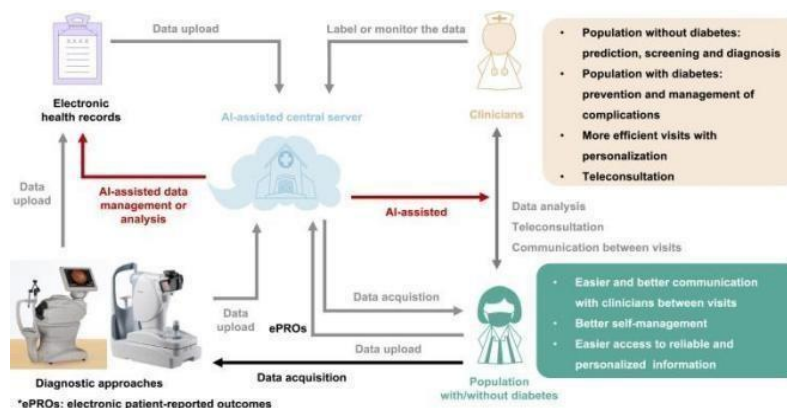 Data upload
Label or monitor the data
Electronic
health records
AI-assisted central server
Clinicians
• Population without diabetes:
prediction, screening and diagnosis
• Population with diabetes:
prevention and management of
complications
• More efficient visits with
personalization
• Teleconsultation
Data
upload
AI-assisted data
management or
analysis
AI-assisted
Data analysis
Teleconsultation
Communication between visits
Data
upload
ePROs
Data acquistion
Data upload
Data acquisition
Diagnostic approaches
Population
with/without diabetes
• Easier and better communication
with clinicians between visits
• Better self-management
• Easier access to reliable and
personalized information
*ePROs: electronic patient-reported outcomes